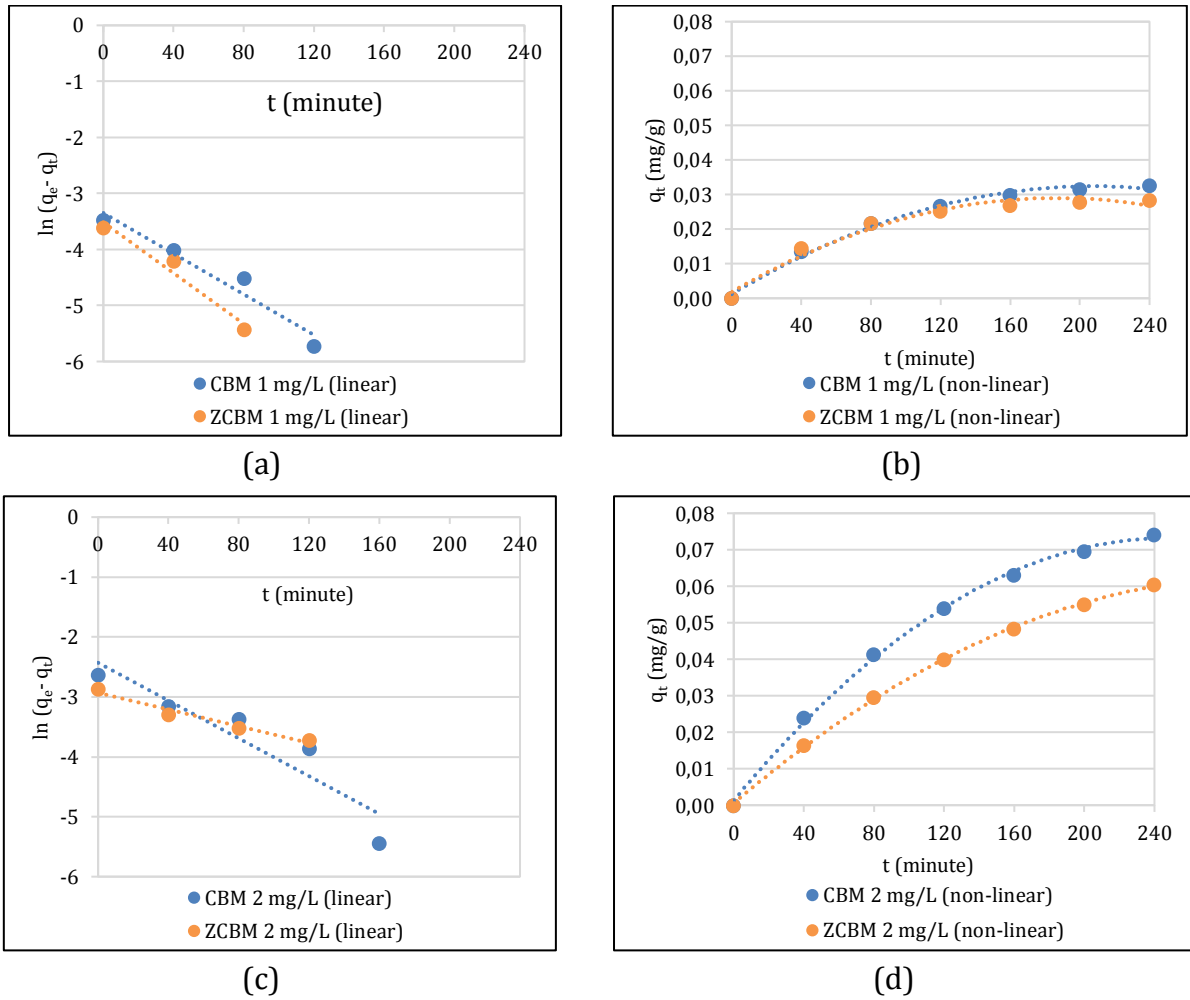 0
0 40 80 120 160 200 240
-1
t (minute)
-2
-3
-4
-5
-6
ln (qe- qt)
CBM 1 mg/L (linear)
ZCBM 1 mg/L (linear)
(a)
0,08
0,07
0,06
0,05
0,04
0,03
0,02
0,01
0,00
qt (mg/g)
0 40 80 120 160 200 240
t (minute)
CBM 1 mg/L (non-linear)
ZCBM 1 mg/L (non-linear)
(b)
0
0 40 80 120 160 200 240
-1
t (minute)
-2
-3
-4
-5
-6
ln (qe- qt)
CBM 2 mg/L (linear)
ZCBM 2 mg/L (linear)
(c)
0,08
0,07
0,06
0,05
0,04
0,03
0,02
0,01
0,00
qt (mg/g)
0 40 80 120 160 200 240
t (minute)
CBM 2 mg/L (non-linear)
ZCBM 2 mg/L (non-linear)
(d)